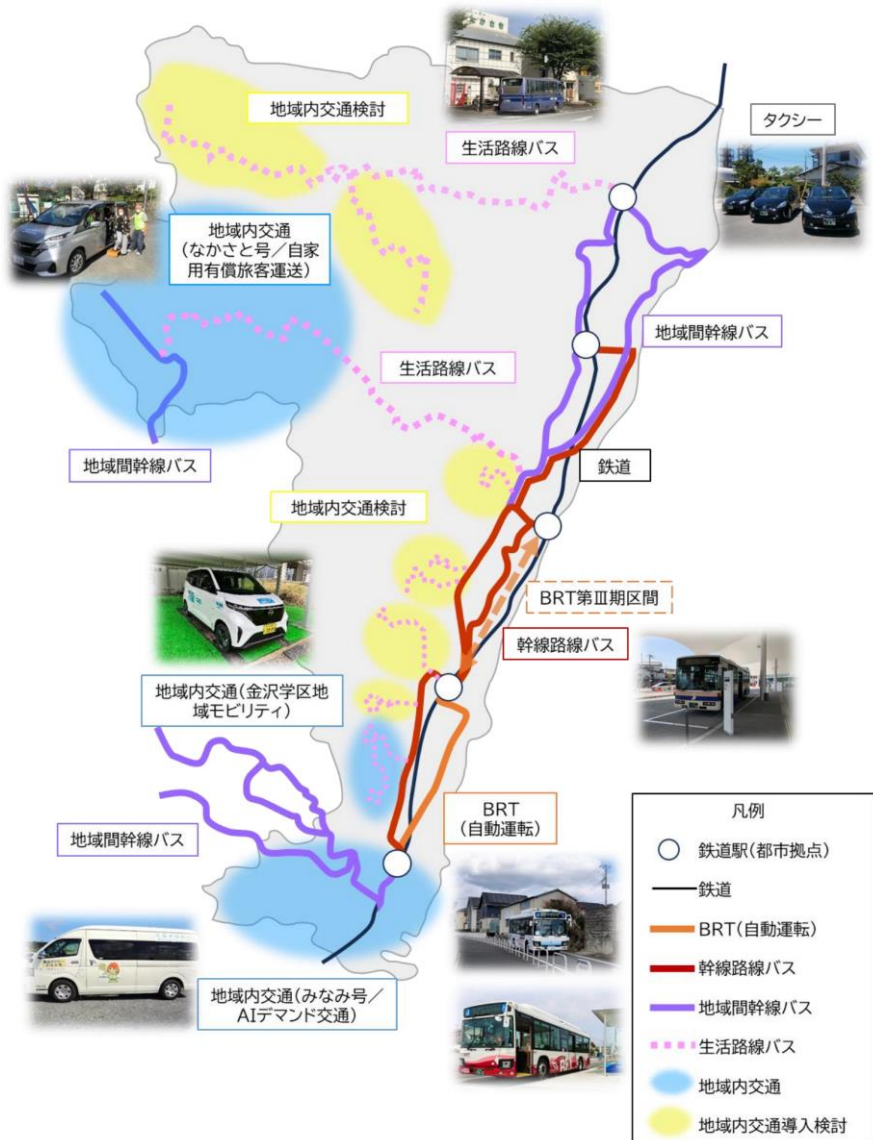 地域内交通検討
生活路線バス
タクシー
地域内交通
(なかさと号／自家
用有償旅客運送)
地域間幹線バス
生活路線バス
地域間幹線バス
鉄道
地域内交通検討
BRT第Ⅲ期区間
幹線路線バス
地域内交通(金沢学区地
域モビリティ)
BRT
(自動運転)
地域間幹線バス
地域内交通(みなみ号／
AIデマンド交通)
凡例
鉄道駅(都市拠点)
鉄道
BRT(自動運転)
幹線路線バス
地域間幹線バス
生活路線バス
地域内交通
地域内交通導入検討